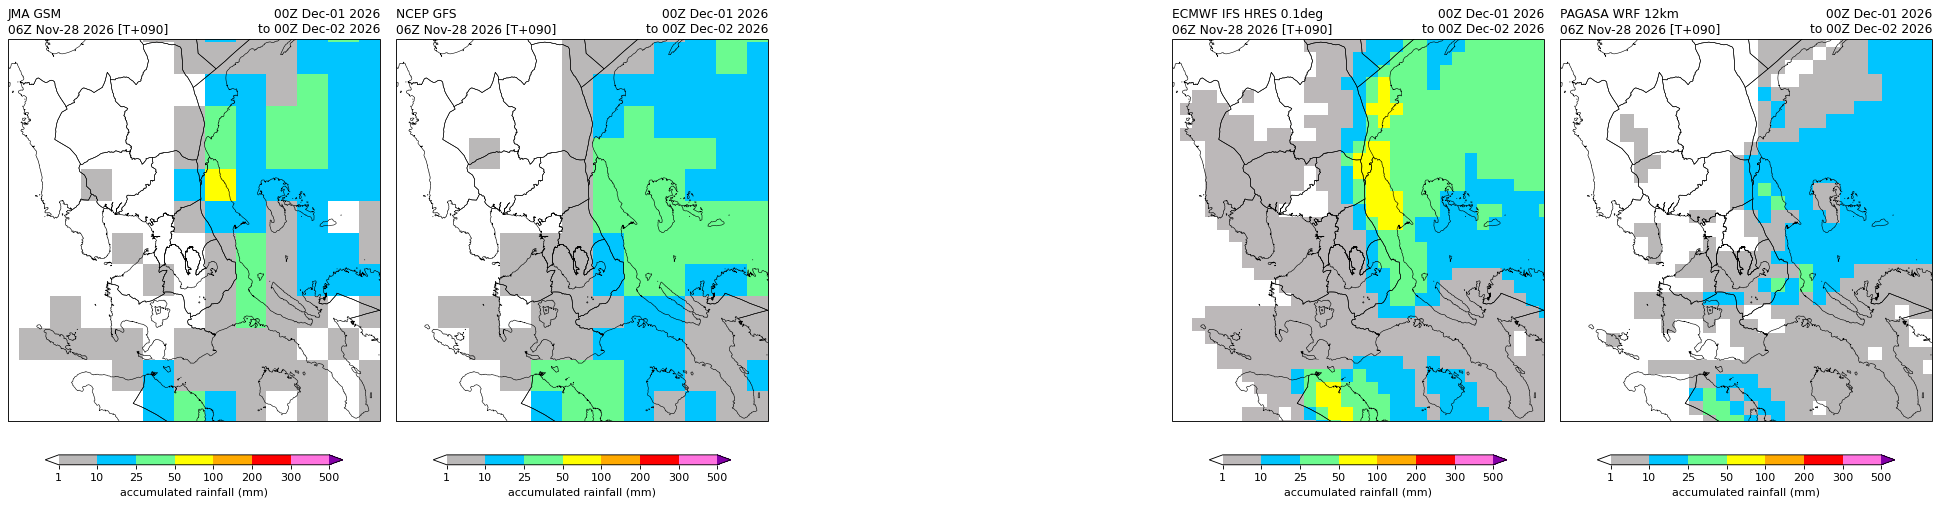 JMA GSM
00Z Dec-01 2026
06Z Nov-28 2026 [T+090]
to 00Z Dec-02 2026
1 10 25 50 100 200 300 500
accumulated rainfall (mm)
NCEP GFS
00Z Dec-01 2026
06Z Nov-28 2026 [T+090]
to 00Z Dec-02 2026
1 10 25 50 100 200 300 500
accumulated rainfall (mm)
ECMWF IFS HRES 0.1deg
00Z Dec-01 2026
06Z Nov-28 2026 [T+090]
to 00Z Dec-02 2026
1 10 25 50 100 200 300 500
accumulated rainfall (mm)
PAGASA WRF 12km
00Z Dec-01 2026
06Z Nov-28 2026 [T+090]
to 00Z Dec-02 2026
1 10 25 50 100 200 300 500
accumulated rainfall (mm)